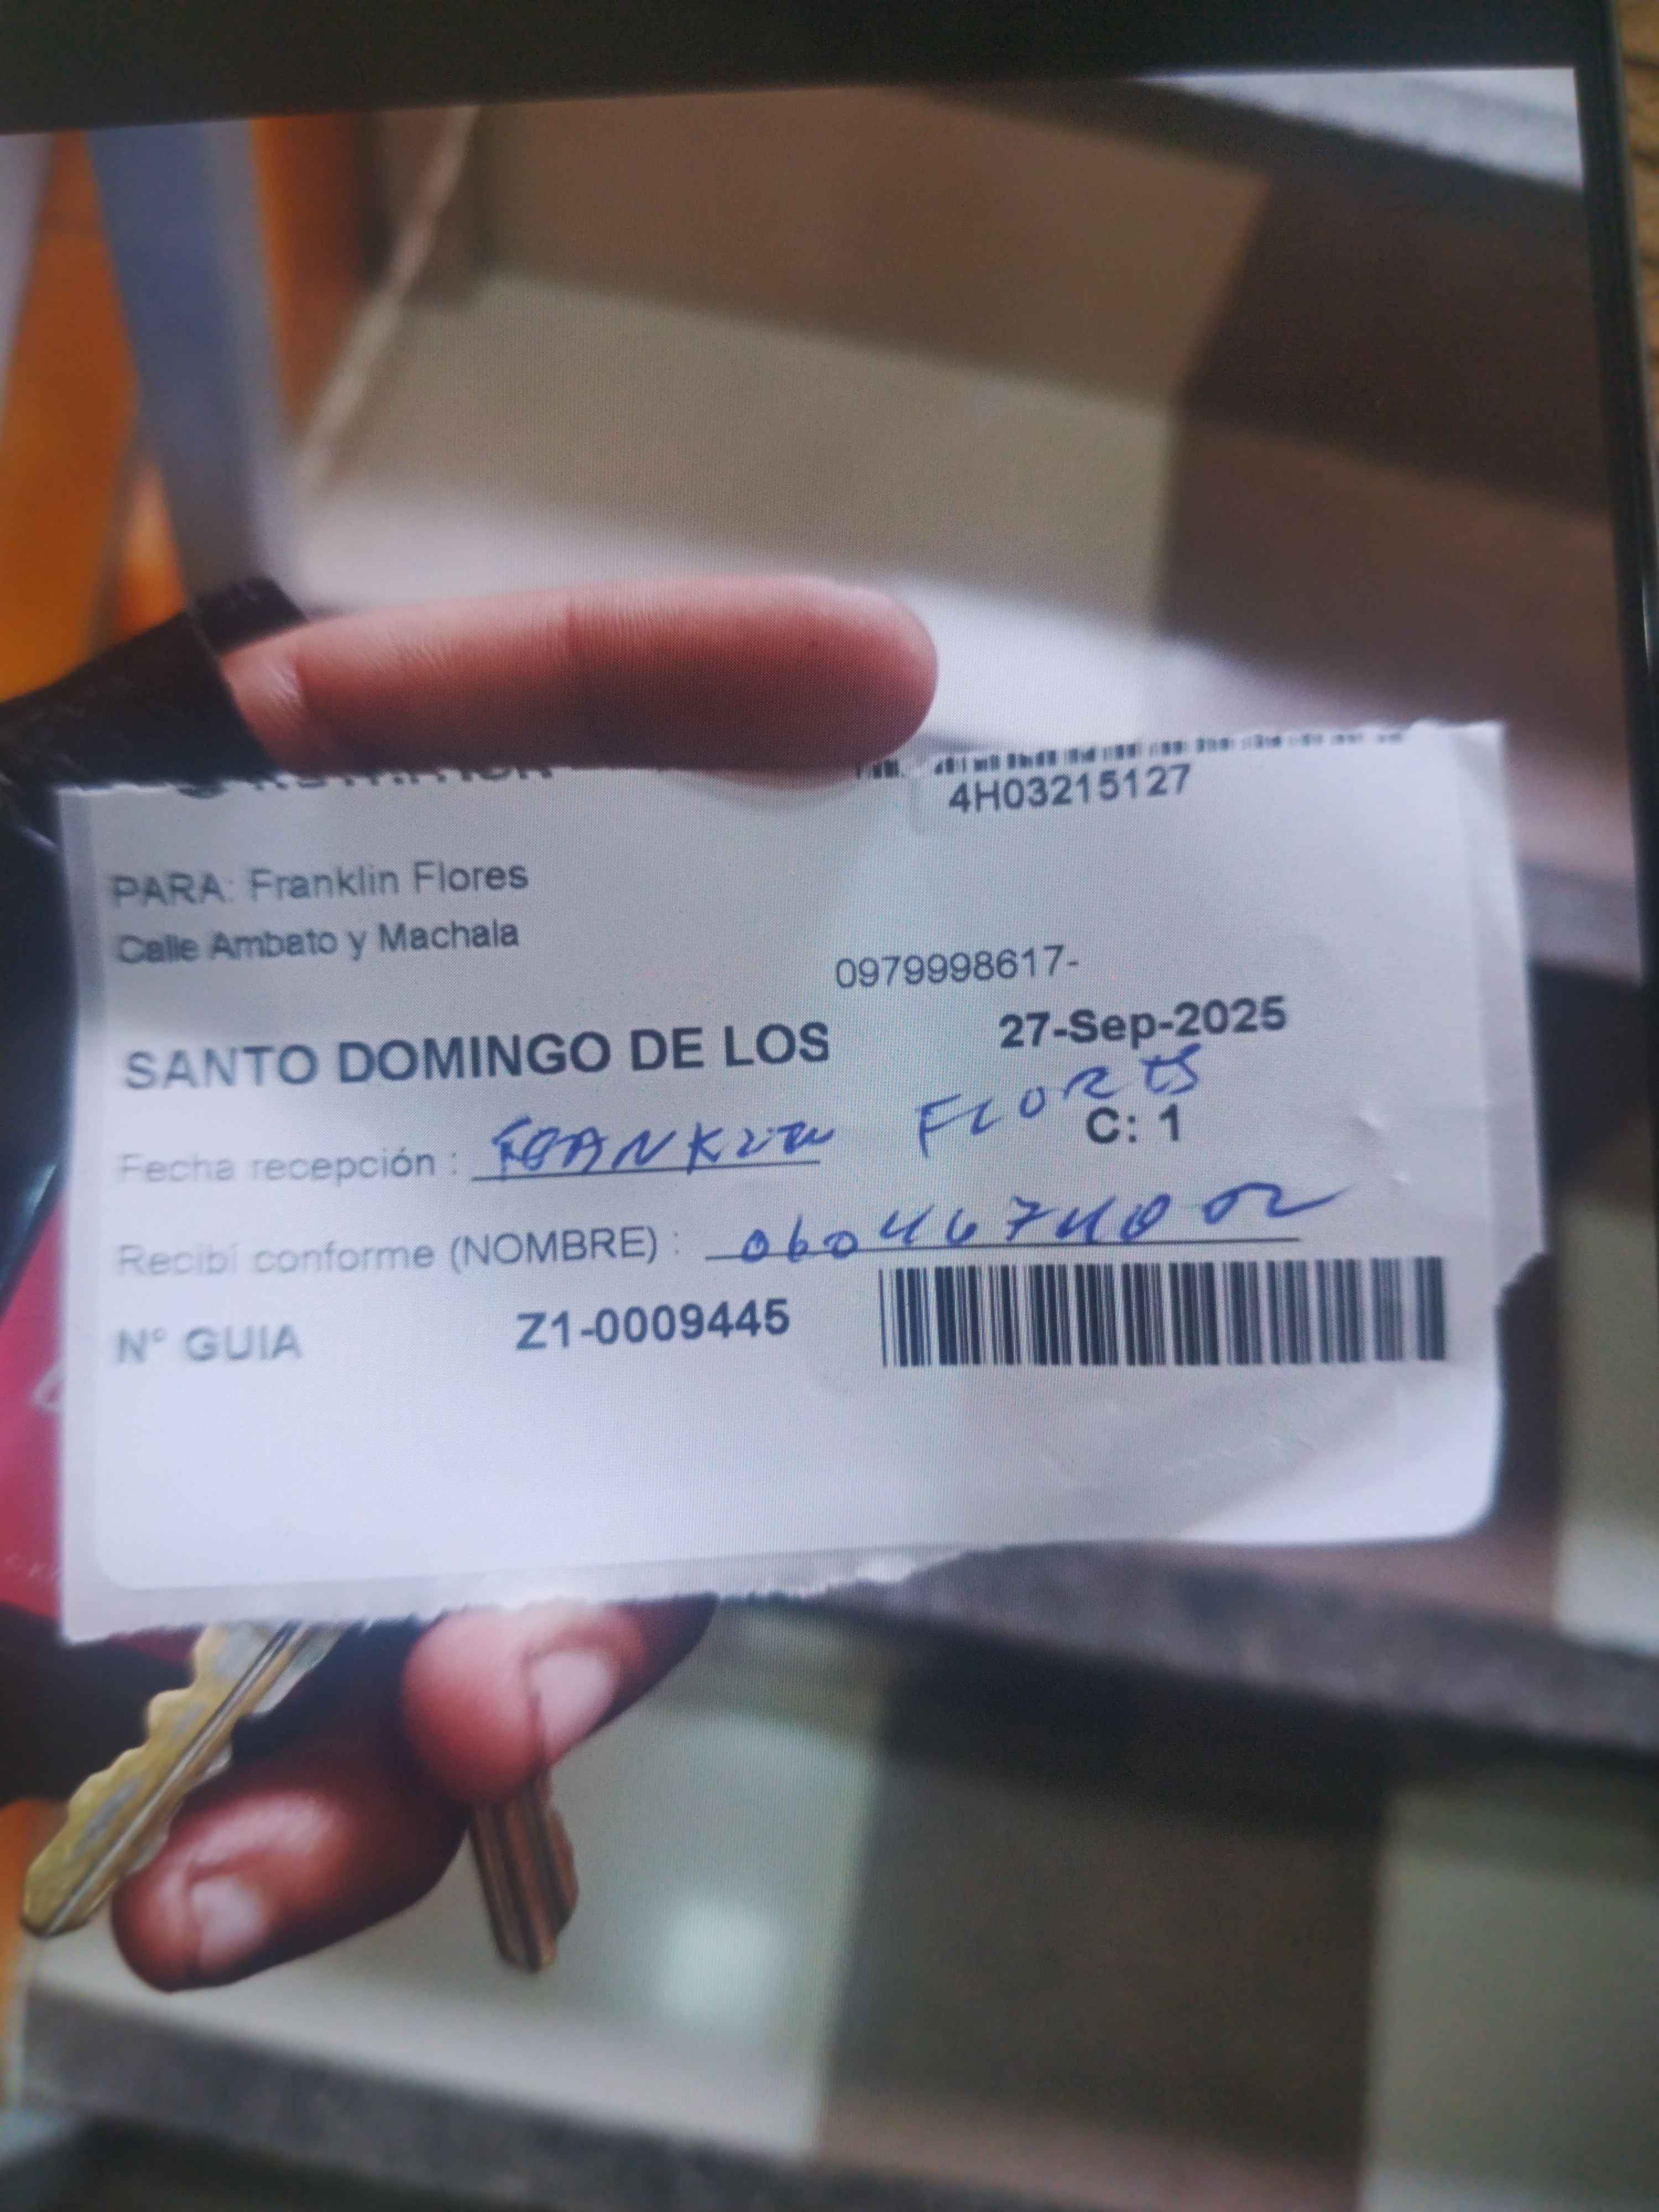 4H03215127
PARA: Franklin Flores
Calle Ambato y Machala
0979998617-
SANTO DOMINGO DE LOS
27-Sep-2025
Fecha recepción : FRANKLIN FLORES
C: 1
Recibí conforme (NOMBRE) :
N° GUIA Z1-0009445